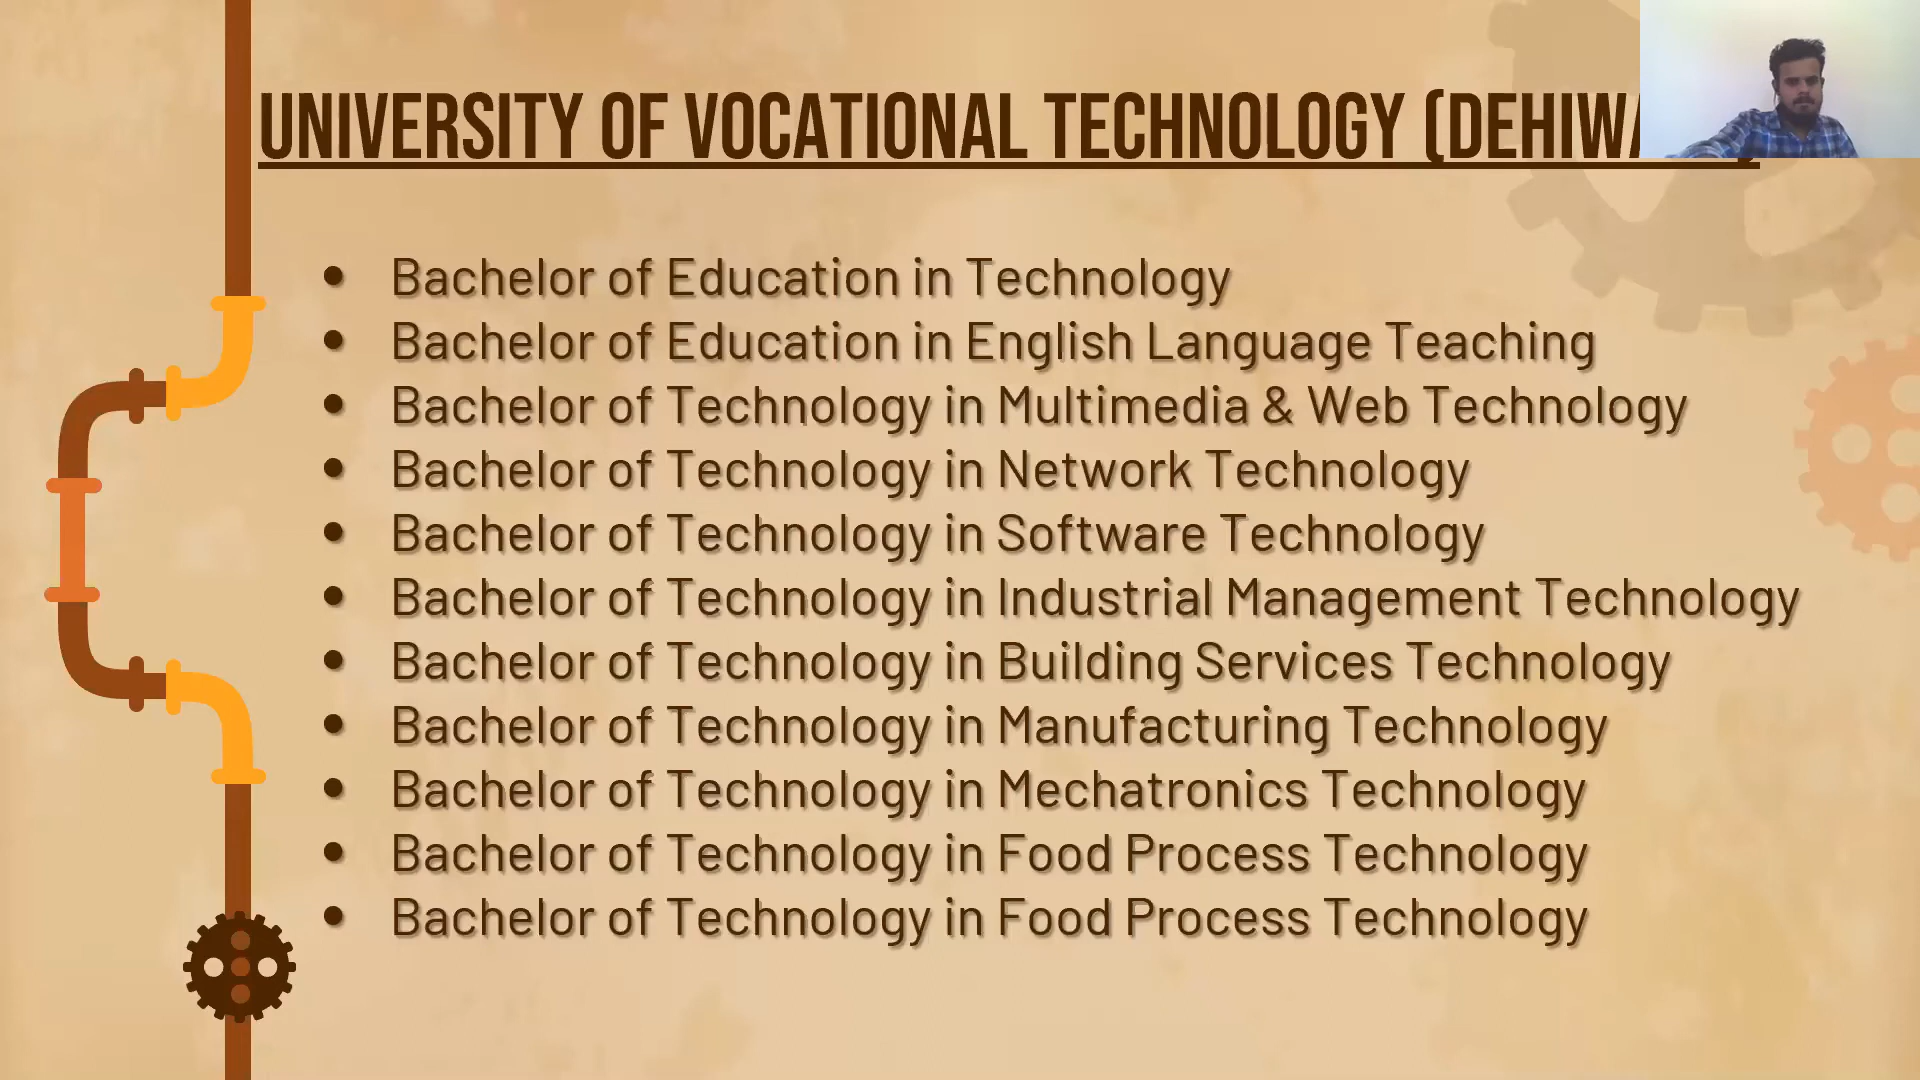 UNIVERSITY OF VOCATIONAL TECHNOLOGY
• Bachelor of Education in Technology
• Bachelor of Education in English Language Teaching
• Bachelor of Technology in Multimedia & Web Technology
• Bachelor of Technology in Network Technology
• Bachelor of Technology in Software Technology
• Bachelor of Technology in Industrial Management Technology
• Bachelor of Technology in Building Services Technology
• Bachelor of Technology in Manufacturing Technology
• Bachelor of Technology in Mechatronics Technology
• Bachelor of Technology in Food Process Technology
• Bachelor of Technology in Food Process Technology